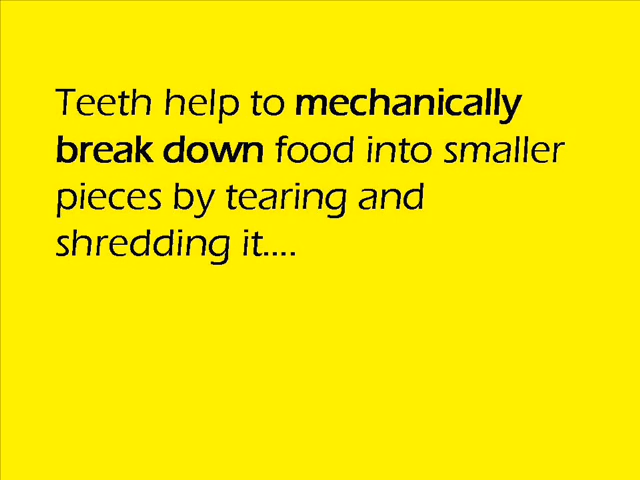 Teeth help to mechanically
break down food into smaller
pieces by tearing and
shredding it....